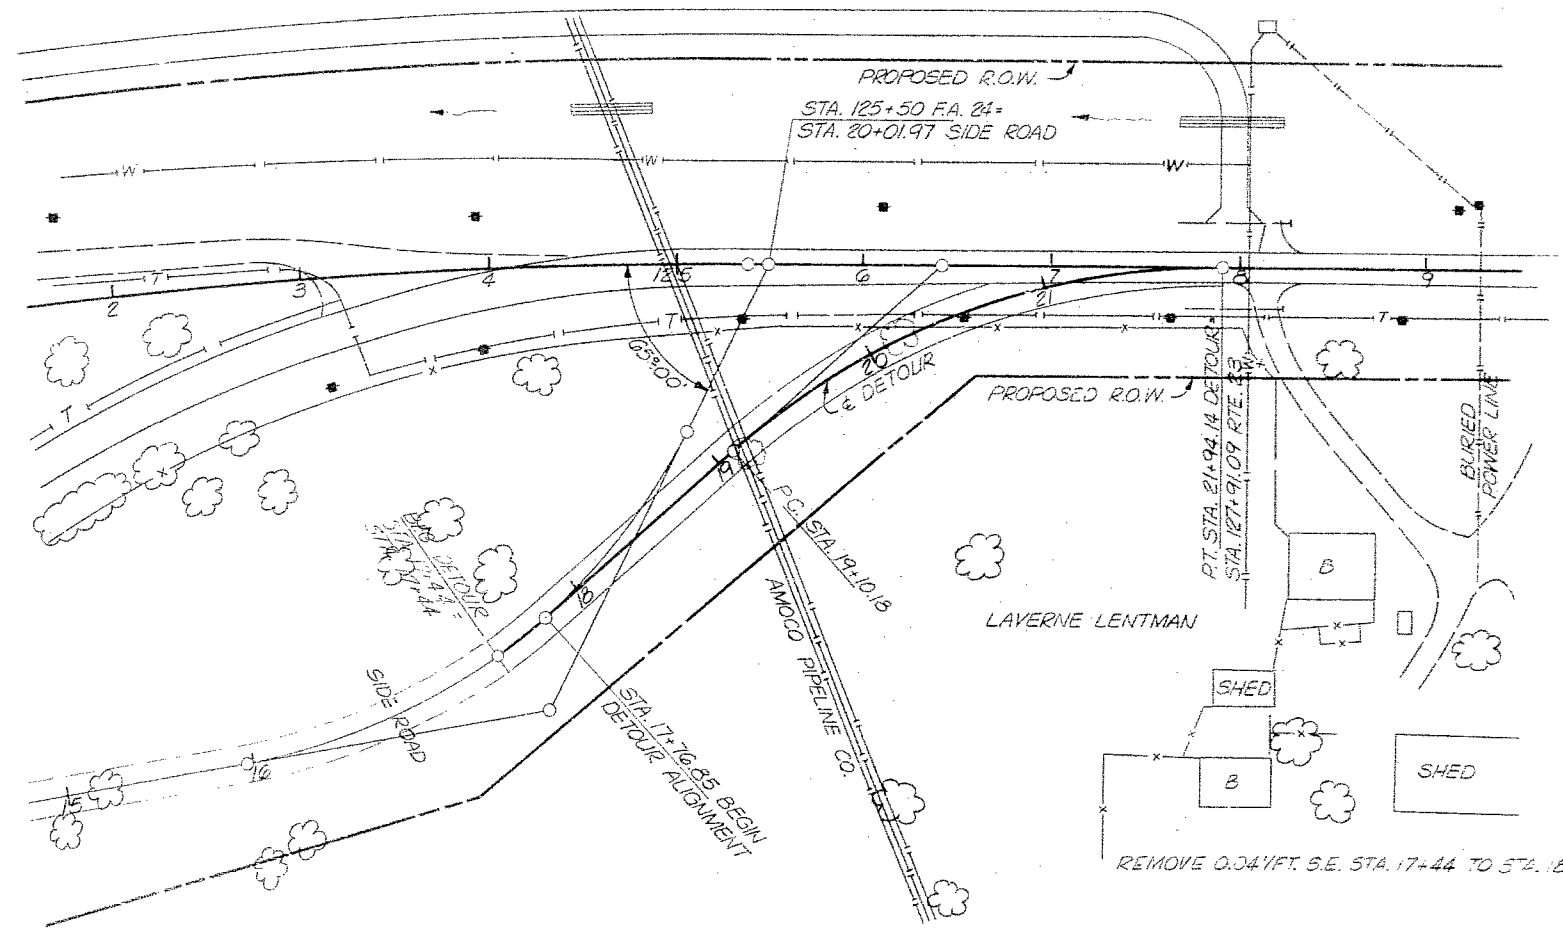 PROPOSED R.O.W.
STA. 125+50 F.A. 24=
STA. 20+01.97 SIDE ROAD
W
W
W
T
2
3
4
125
6
7
8
9
T
T
65°00'
21
20
℄ DETOUR
PROPOSED R.O.W.
W
T
19
18
P.C. STA. 19+10.18
P.T. STA. 21+94.14 DETOUR=
STA. 127+91.09 RTE. 23
BURIED
POWER LINE
DETOUR
AMOCO PIPELINE CO.
LAVERNE LENTMAN
B
SHED
SIDE ROAD
STA. 17+76.85 BEGIN
DETOUR ALIGNMENT
16
15
B
SHED
REMOVE 0.04'/FT. S.E. STA. 17+44 TO STA. 18